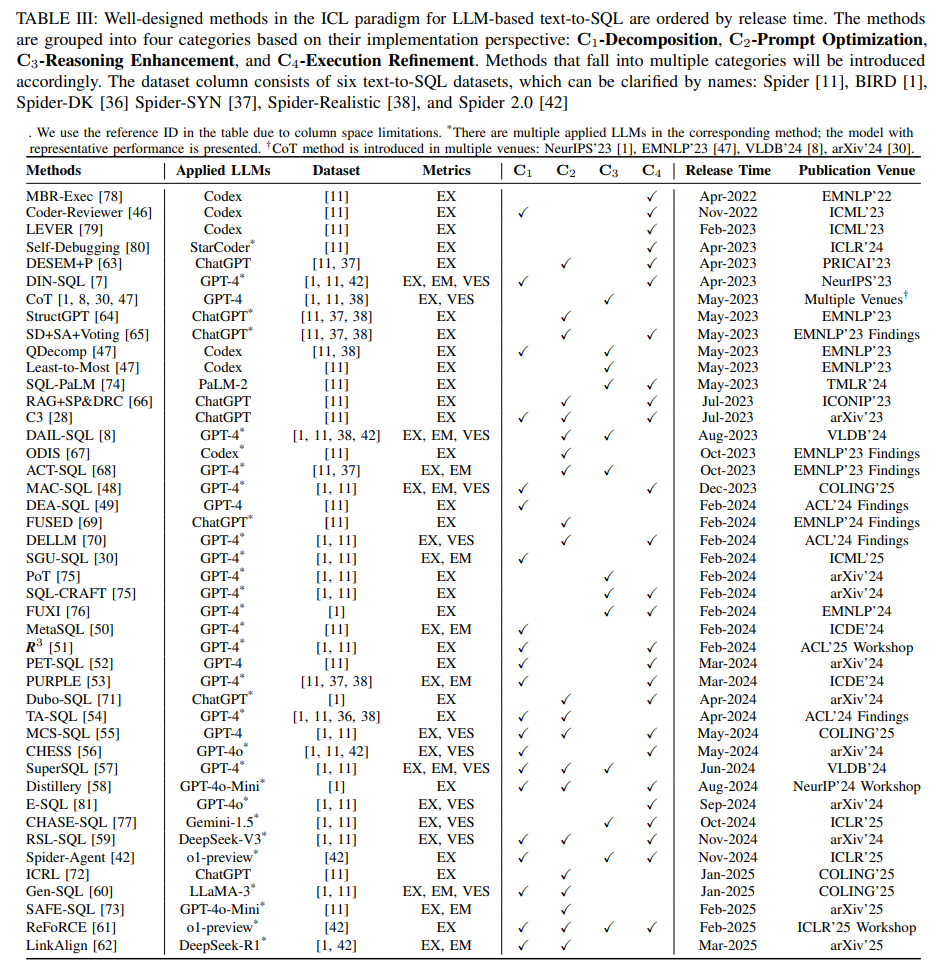 TABLE III: Well-designed methods in the ICL paradigm for LLM-based text-to-SQL are ordered by release time. The methods
are grouped into four categories based on their implementation perspective: C1-Decomposition, C2-Prompt Optimization,
C3-Reasoning Enhancement, and C4-Execution Refinement. Methods that fall into multiple categories will be introduced
accordingly. The dataset column consists of six text-to-SQL datasets, which can be clarified by names: Spider [11], BIRD [1],
Spider-DK [36] Spider-SYN [37], Spider-Realistic [38], and Spider 2.0 [42]
. We use the reference ID in the table due to column space limitations. *There are multiple applied LLMs in the corresponding method; the model with
representative performance is presented. †CoT method is introduced in multiple venues: NeurIPS'23 [1], EMNLP'23 [47], VLDB'24 [8], arXiv'24 [30].
Methods Applied LLMs Dataset Metrics C1 C2 C3 C4 Release Time Publication Venue
MBR-Exec [78] Codex [11] EX ✓ Apr-2022 EMNLP'22
Coder-Reviewer [46] Codex [11] EX ✓ ✓ Nov-2022 ICML'23
LEVER [79] Codex [11] EX ✓ Feb-2023 ICML'23
Self-Debugging [80] StarCoder* [11] EX ✓ Apr-2023 ICLR'24
DESEM+P [63] ChatGPT [11, 37] EX ✓ ✓ Apr-2023 PRICAI'23
DIN-SQL [7] GPT-4* [1, 11, 42] EX, EM, VES ✓ ✓ Apr-2023 NeurIPS'23
CoT [1, 8, 30, 47] GPT-4 [1, 11, 38] EX, VES ✓ May-2023 Multiple Venues†
StructGPT [64] ChatGPT* [11, 37, 38] EX ✓ May-2023 EMNLP'23
SD+SA+Voting [65] ChatGPT* [11, 37, 38] EX ✓ ✓ May-2023 EMNLP'23 Findings
QDecomp [47] Codex [11, 38] EX ✓ ✓ May-2023 EMNLP'23
Least-to-Most [47] Codex [11] EX ✓ May-2023 EMNLP'23
SQL-PaLM [74] PaLM-2 [11] EX ✓ ✓ May-2023 TMLR'24
RAG+SP&DRC [66] ChatGPT [11] EX ✓ ✓ Jul-2023 ICONIP'23
C3 [28] ChatGPT [11] EX ✓ ✓ ✓ Jul-2023 arXiv'23
DAIL-SQL [8] GPT-4* [1, 11, 38, 42] EX, EM, VES ✓ ✓ Aug-2023 VLDB'24
ODIS [67] Codex* [11] EX ✓ Oct-2023 EMNLP'23 Findings
ACT-SQL [68] GPT-4* [11, 37] EX, EM ✓ ✓ Oct-2023 EMNLP'23 Findings
MAC-SQL [48] GPT-4* [1, 11] EX, EM, VES ✓ ✓ Dec-2023 COLING'25
DEA-SQL [49] GPT-4 [11] EX ✓ Feb-2024 ACL'24 Findings
FUSED [69] ChatGPT* [11] EX ✓ Feb-2024 EMNLP'24 Findings
DELLM [70] GPT-4* [1, 11] EX, VES ✓ ✓ Feb-2024 ACL'24 Findings
SGU-SQL [30] GPT-4* [1, 11] EX, EM ✓ Feb-2024 ICML'25
PoT [75] GPT-4* [1, 11] EX ✓ Feb-2024 arXiv'24
SQL-CRAFT [75] GPT-4* [1, 11] EX ✓ ✓ Feb-2024 arXiv'24
FUXI [76] GPT-4* [1] EX ✓ ✓ Feb-2024 EMNLP'24
MetaSQL [50] GPT-4* [11] EX, EM ✓ Feb-2024 ICDE'24
R3 [51] GPT-4* [1, 11] EX ✓ ✓ Feb-2024 ACL'25 Workshop
PET-SQL [52] GPT-4 [11] EX ✓ ✓ Mar-2024 arXiv'24
PURPLE [53] GPT-4* [11, 37, 38] EX, EM ✓ ✓ Mar-2024 ICDE'24
Dubo-SQL [71] ChatGPT* [1] EX ✓ ✓ Apr-2024 arXiv'24
TA-SQL [54] GPT-4* [1, 11, 36, 38] EX ✓ ✓ Apr-2024 ACL'24 Findings
MCS-SQL [55] GPT-4 [1, 11] EX, VES ✓ ✓ ✓ May-2024 COLING'25
CHESS [56] GPT-4o* [1, 11, 42] EX ✓ ✓ May-2024 arXiv'24
SuperSQL [57] GPT-4* [1, 11] EX, EM, VES ✓ ✓ ✓ Jun-2024 VLDB'24
Distillery [58] GPT-4o-Mini* [1] EX ✓ ✓ ✓ Aug-2024 NeurIP'24 Workshop
E-SQL [81] GPT-4o* [1, 11] EX, VES ✓ Sep-2024 arXiv'24
CHASE-SQL [77] Gemini-1.5* [1, 11] EX, VES ✓ ✓ Oct-2024 ICLR'25
RSL-SQL [59] DeepSeek-V3* [1, 11] EX, VES ✓ ✓ ✓ Nov-2024 arXiv'24
Spider-Agent [42] o1-preview* [42] EX ✓ ✓ ✓ Nov-2024 ICLR'25
ICRL [72] ChatGPT [11] EX ✓ Jan-2025 COLING'25
Gen-SQL [60] LLaMA-3* [1, 11] EX, EM, VES ✓ ✓ Jan-2025 COLING'25
SAFE-SQL [73] GPT-4o-Mini* [11] EX, EM ✓ Feb-2025 arXiv'25
ReFoRCE [61] o1-preview* [42] EX ✓ ✓ ✓ ✓ Feb-2025 ICLR'25 Workshop
LinkAlign [62] DeepSeek-R1* [1, 42] EX, EM ✓ ✓ Mar-2025 arXiv'25